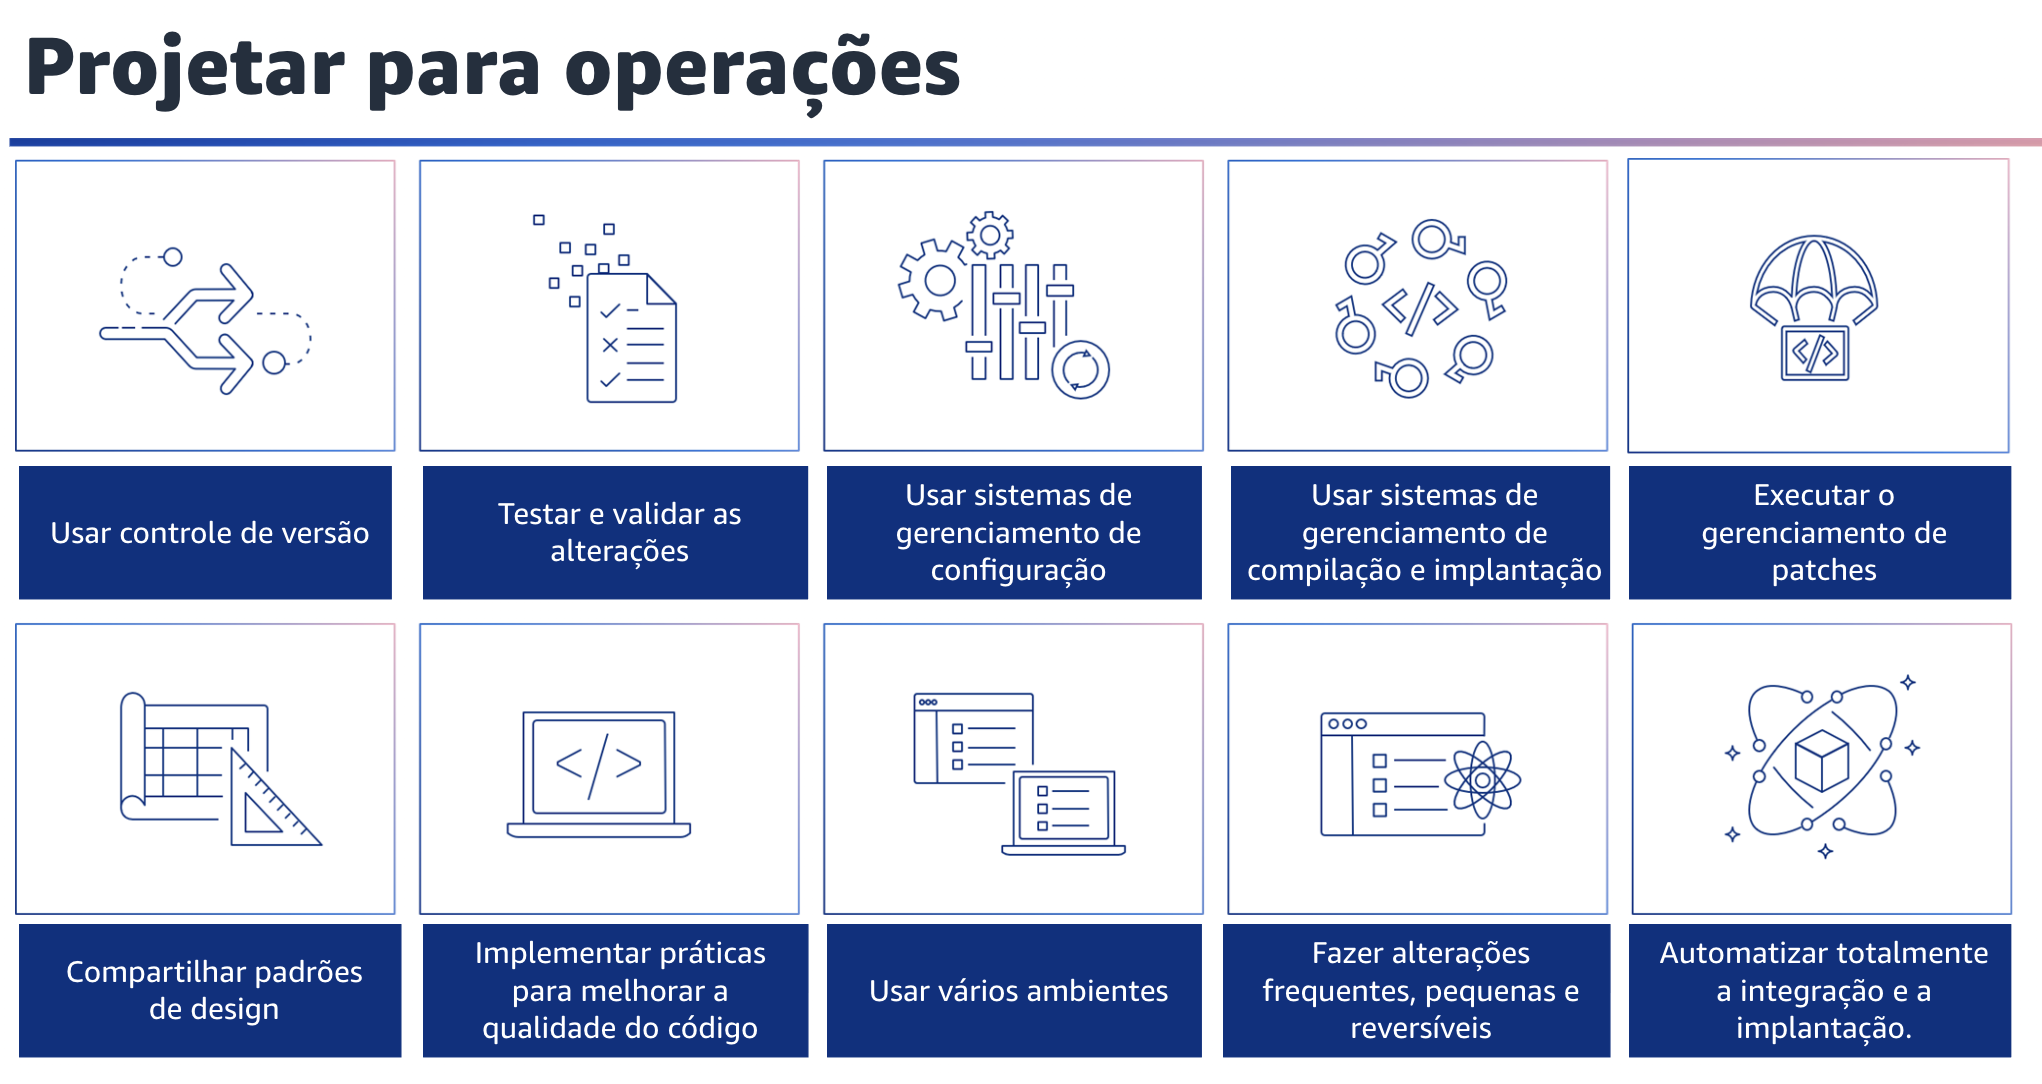 Projetar para operações
Usar controle de versão
Testar e validar as
alterações
Usar sistemas de
gerenciamento de
configuração
Usar sistemas de
gerenciamento de
compilação e implantação
Executar o
gerenciamento de
patches
Compartilhar padrões
de design
Implementar práticas
para melhorar a
qualidade do código
Usar vários ambientes
Fazer alterações
frequentes, pequenas e
reversíveis
Automatizar totalmente
a integração e a
implantação.